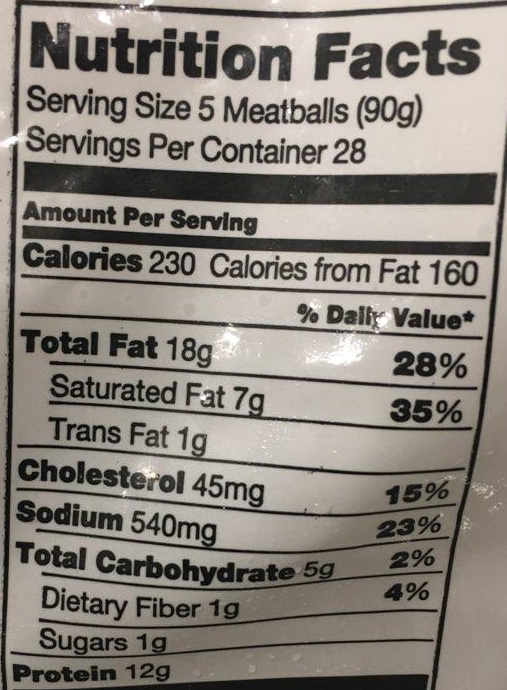 Nutrition Facts
Serving Size 5 Meatballs (90g)
Servings Per Container 28
Amount Per Serving
Calories 230 Calories from Fat 160
% Daily Value*
Total Fat 18g 28%
Saturated Fat 7g 35%
Trans Fat 1g
Cholesterol 45mg 15%
Sodium 540mg 23%
Total Carbohydrate 5g 2%
Dietary Fiber 1g 4%
Sugars 1g
Protein 12g